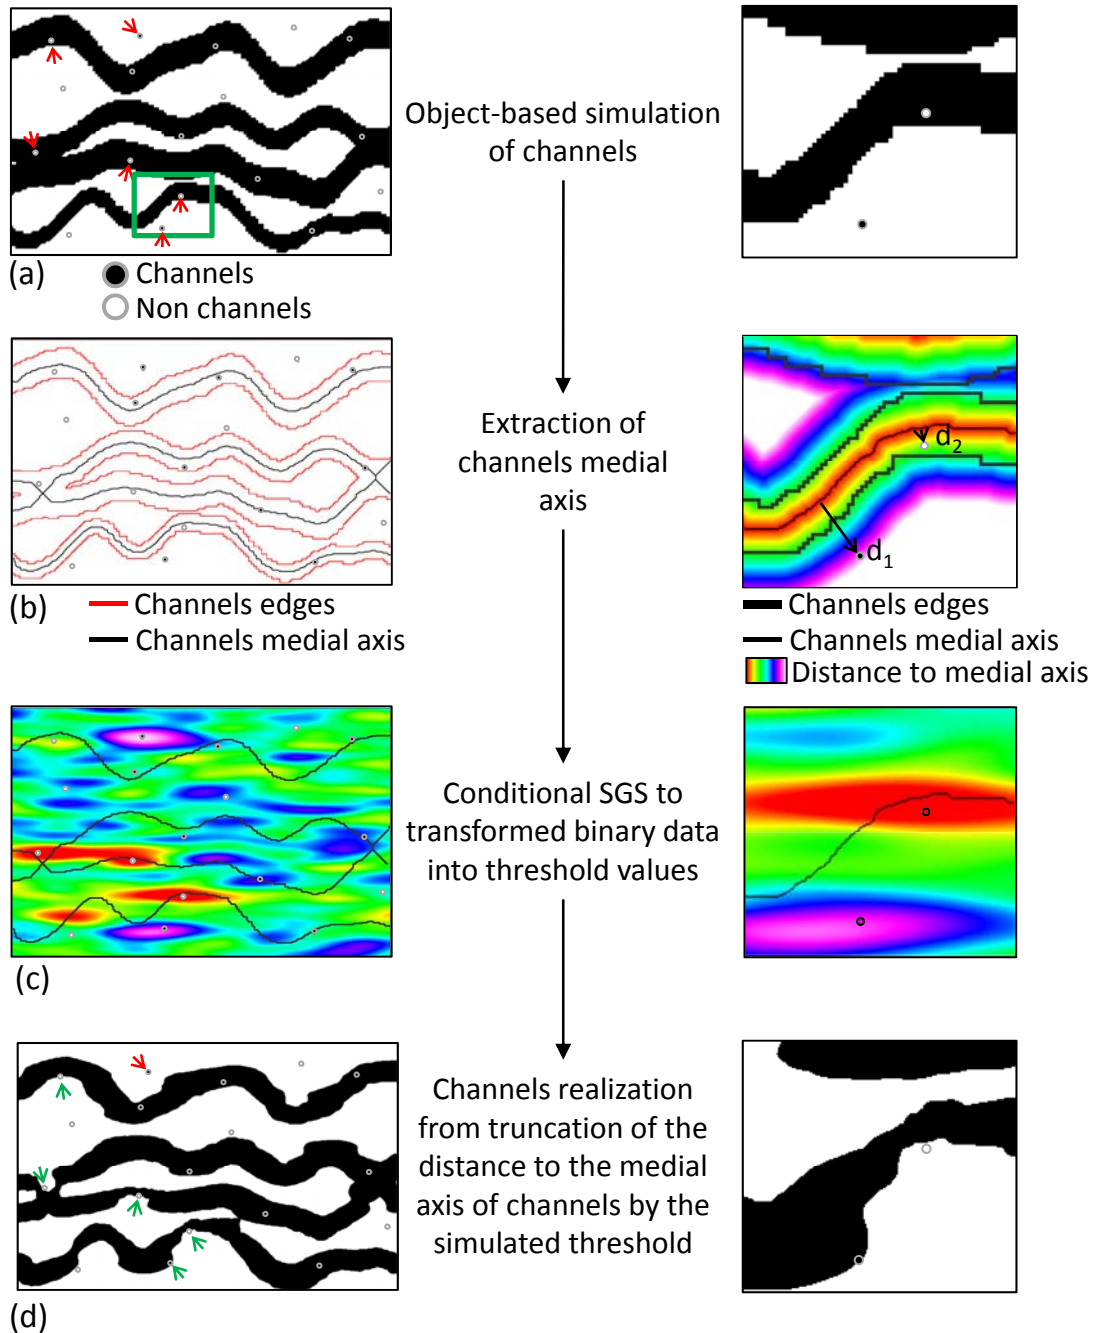 Object-based simulation
of channels
(a)
Channels
Non channels
Extraction of
channels medial
axis
d2
d1
(b)
Channels edges
Channels medial axis
Channels edges
Channels medial axis
Distance to medial axis
Conditional SGS to
transformed binary data
into threshold values
(c)
Channels realization
from truncation of the
distance to the medial
axis of channels by the
simulated threshold
(d)